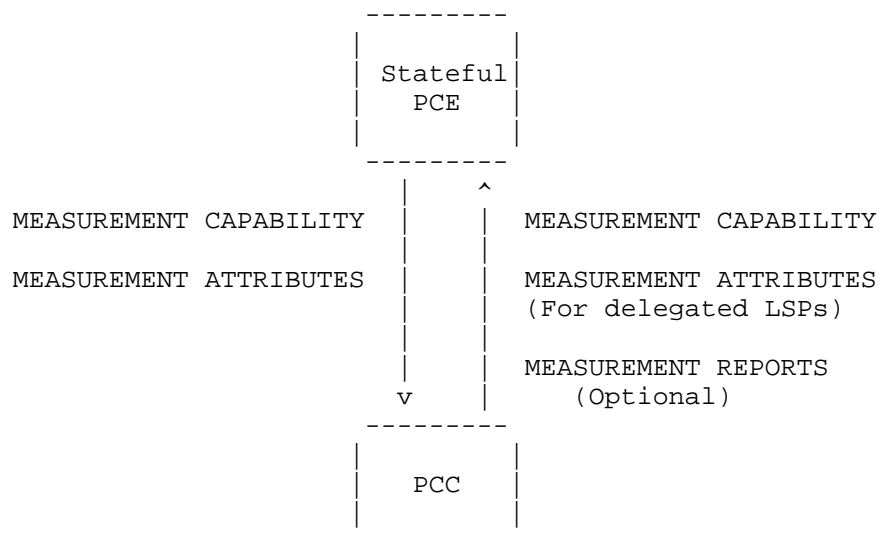 Stateful
PCE
MEASUREMENT CAPABILITY MEASUREMENT CAPABILITY
MEASUREMENT ATTRIBUTES MEASUREMENT ATTRIBUTES
(For delegated LSPs)
MEASUREMENT REPORTS
v (Optional)
PCC